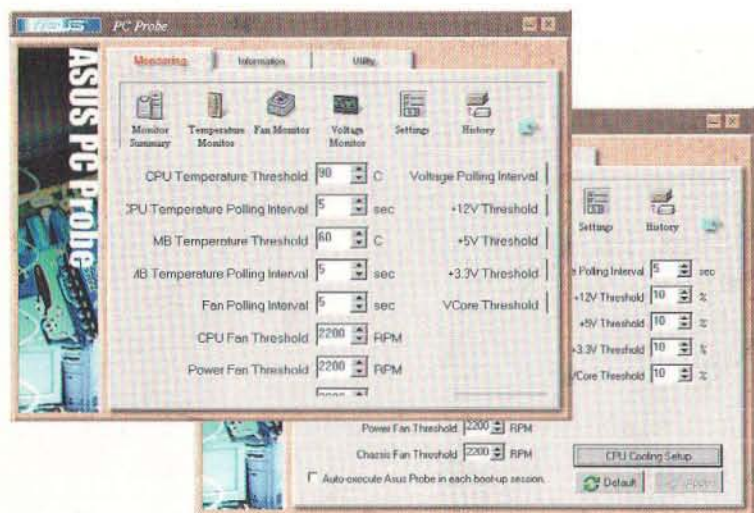 ASUS PC Probe
Monitoring Information Utility
ASUS PC Probe
Monitor Summary Temperature Monitor Fan Monitor Voltage Monitor Settings History
CPU Temperature Threshold 90 C Voltage Polling Interval
CPU Temperature Polling Interval 5 sec +12V Threshold
MB Temperature Threshold 60 C +5V Threshold
MB Temperature Polling Interval 5 sec +3.3V Threshold
Fan Polling Interval 5 sec VCore Threshold
CPU Fan Threshold 2200 RPM
Power Fan Threshold 2200 RPM
Settings History
Polling Interval 5 sec
+12V Threshold 10 %
+5V Threshold 10 %
+3.3V Threshold 10 %
VCore Threshold 10 %
Power Fan Threshold 2200 RPM
Chassis Fan Threshold 2200 RPM
CPU Cooling Setup
Auto-execute Asus Probe in each boot-up session.
Default Apply